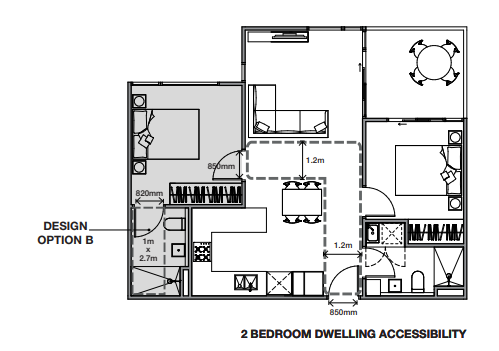 850mm
1.2m
820mm
DESIGN
OPTION B
1m
x
2.7m
1.2m
850mm
2 BEDROOM DWELLING ACCESSIBILITY